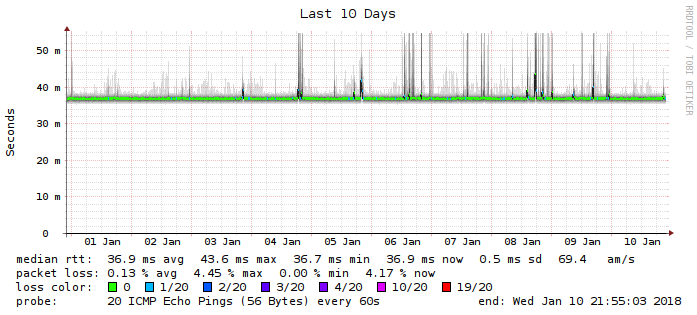 Last 10 Days
RRDTOOL / TOBI OETIKER
Seconds
50 m
40 m
30 m
20 m
10 m
0
01 Jan 02 Jan 03 Jan 04 Jan 05 Jan 06 Jan 07 Jan 08 Jan 09 Jan 10 Jan
median rtt: 36.9 ms avg 43.6 ms max 36.7 ms min 36.9 ms now 0.5 ms sd 69.4 am/s
packet loss: 0.13 % avg 4.45 % max 0.00 % min 4.17 % now
loss color: 0 1/20 2/20 3/20 4/20 10/20 19/20
probe: 20 ICMP Echo Pings (56 Bytes) every 60s end: Wed Jan 10 21:55:03 2018